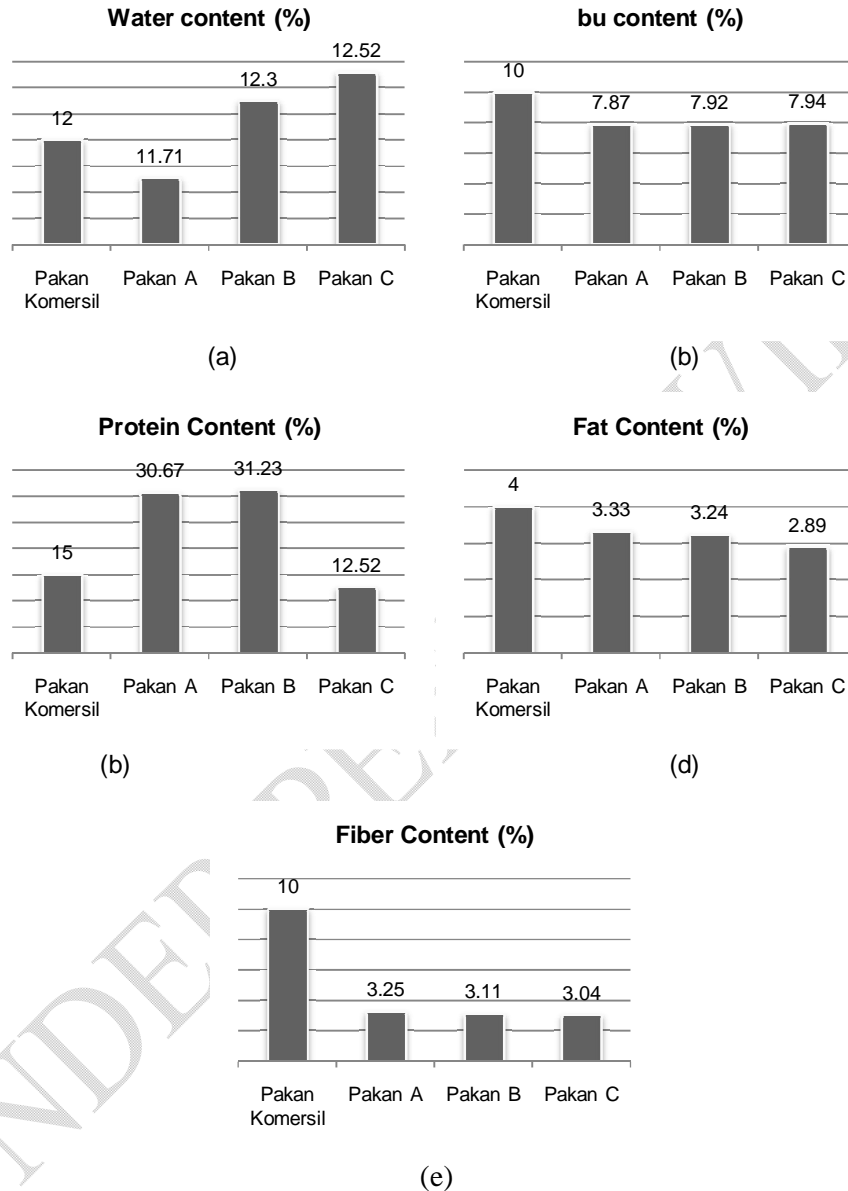 Water content (%)
12
11.71
12.3
12.52
Pakan Komersil
Pakan A
Pakan B
Pakan C
(a)
bu content (%)
10
7.87
7.92
7.94
Pakan Komersil
Pakan A
Pakan B
Pakan C
(b)
Protein Content (%)
15
30.67
31.23
12.52
Pakan Komersil
Pakan A
Pakan B
Pakan C
(b)
Fat Content (%)
4
3.33
3.24
2.89
Pakan Komersil
Pakan A
Pakan B
Pakan C
(d)
Fiber Content (%)
10
3.25
3.11
3.04
Pakan Komersil
Pakan A
Pakan B
Pakan C
(e)